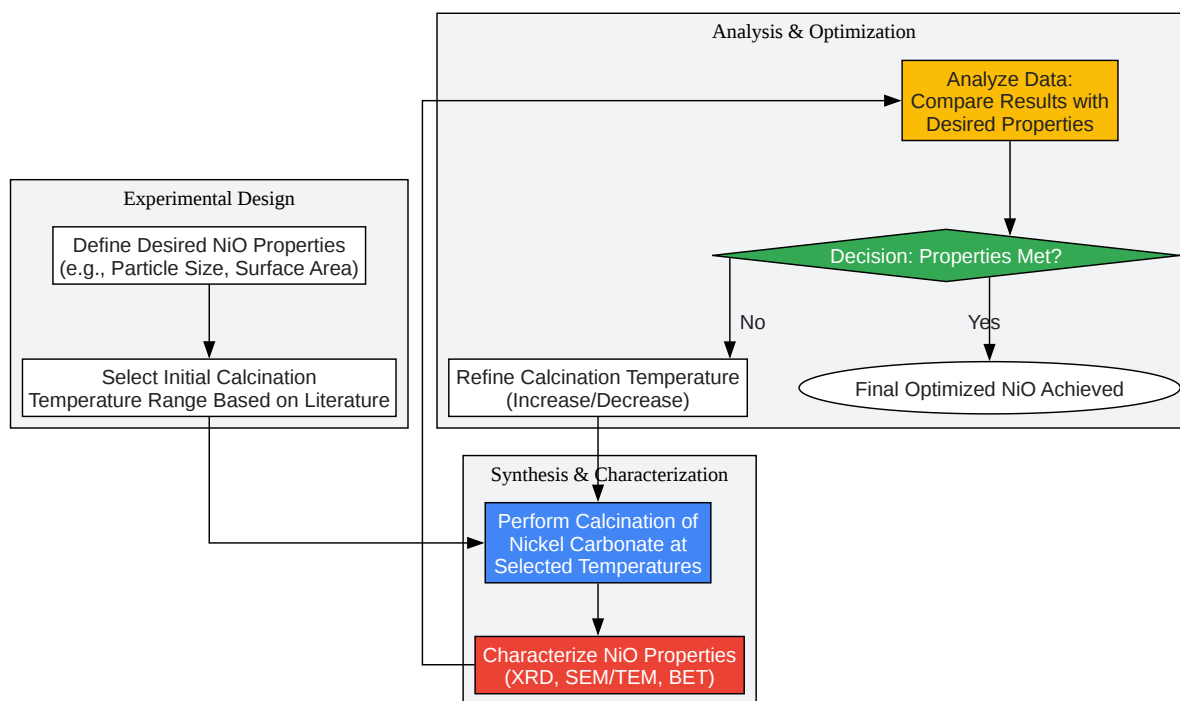 Analysis & Optimization
Analyze Data:
Compare Results with
Desired Properties
Experimental Design
Define Desired NiO Properties
(e.g., Particle Size, Surface Area)
Decision: Properties Met?
No
Yes
Select Initial Calcination
Temperature Range Based on Literature
Refine Calcination Temperature
(Increase/Decrease)
Final Optimized NiO Achieved
Synthesis & Characterization
Perform Calcination of
Nickel Carbonate at
Selected Temperatures
Characterize NiO Properties
(XRD, SEM/TEM, BET)